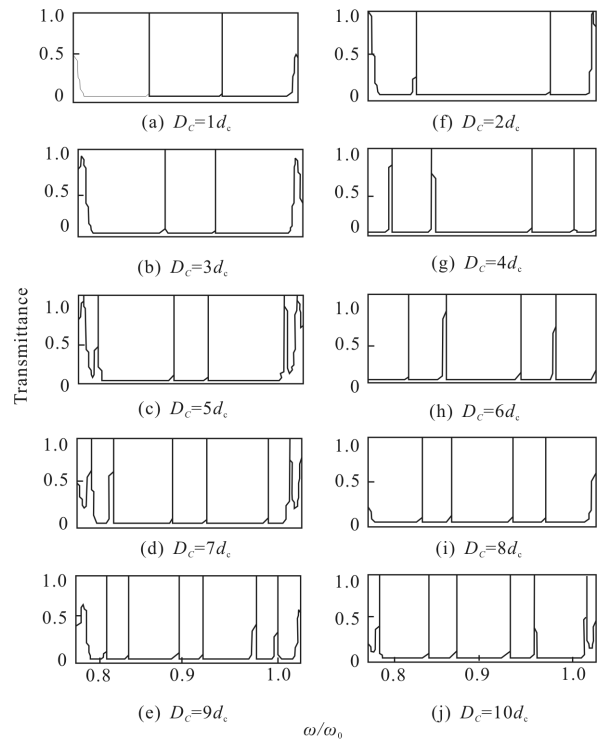 1.0
0.5
0
(a) D_C=1d_c
1.0
0.5
0
(f) D_C=2d_c
1.0
0.5
0
(b) D_C=3d_c
1.0
0.5
0
(g) D_C=4d_c
Transmittance
1.0
0.5
0
(c) D_C=5d_c
1.0
0.5
0
(h) D_C=6d_c
1.0
0.5
0
(d) D_C=7d_c
1.0
0.5
0
(i) D_C=8d_c
1.0
0.5
0
0.8 0.9 1.0
(e) D_C=9d_c
1.0
0.5
0
0.8 0.9 1.0
(j) D_C=10d_c
ω/ω₀